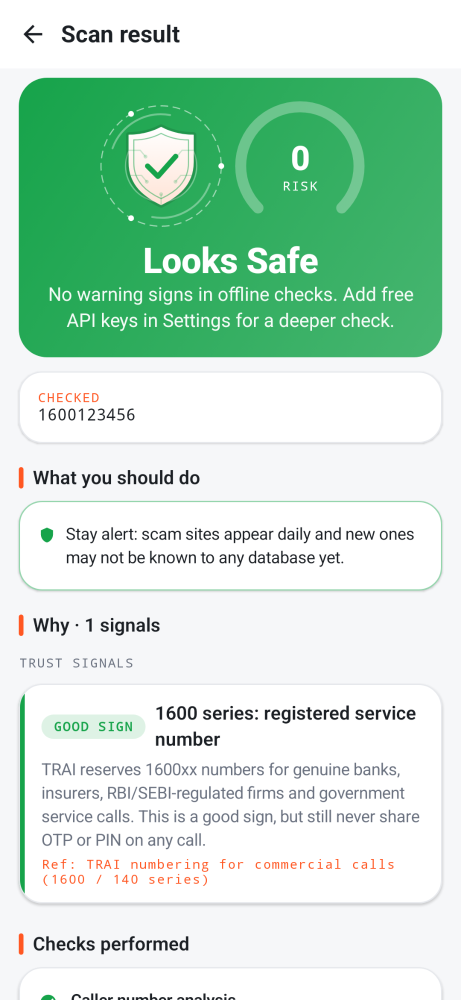 Scan result
0
RISK
Looks Safe
No warning signs in offline checks. Add free
API keys in Settings for a deeper check.
CHECKED
1600123456
What you should do
Stay alert: scam sites appear daily and new ones
may not be known to any database yet.
Why · 1 signals
TRUST SIGNALS
GOOD SIGN
1600 series: registered service
number
TRAI reserves 1600xx numbers for genuine banks,
insurers, RBI/SEBI-regulated firms and government
service calls. This is a good sign, but still never share
OTP or PIN on any call.
Ref: TRAI numbering for commercial calls
(1600 / 140 series)
Checks performed
Caller number analysis